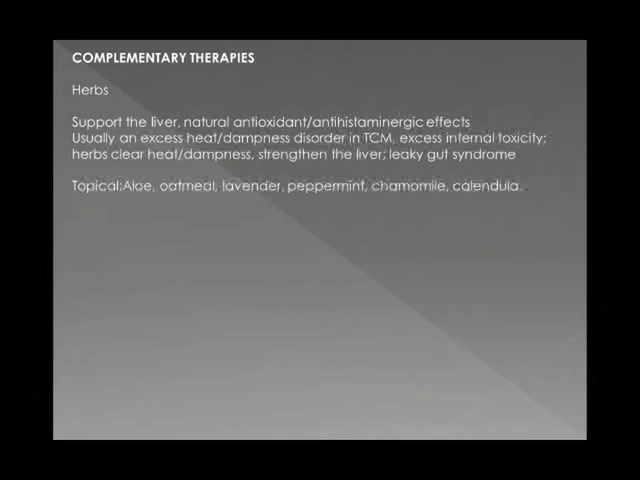 COMPLEMENTARY THERAPIES
Herbs
Support the liver, natural antioxidant/antihistaminergic effects
Usually an excess heat/dampness disorder in TCM, excess internal toxicity;
herbs clear heat/dampness, strengthen the liver; leaky gut syndrome
Topical:Aloe, oatmeal, lavender, peppermint, chamomile, calendula.